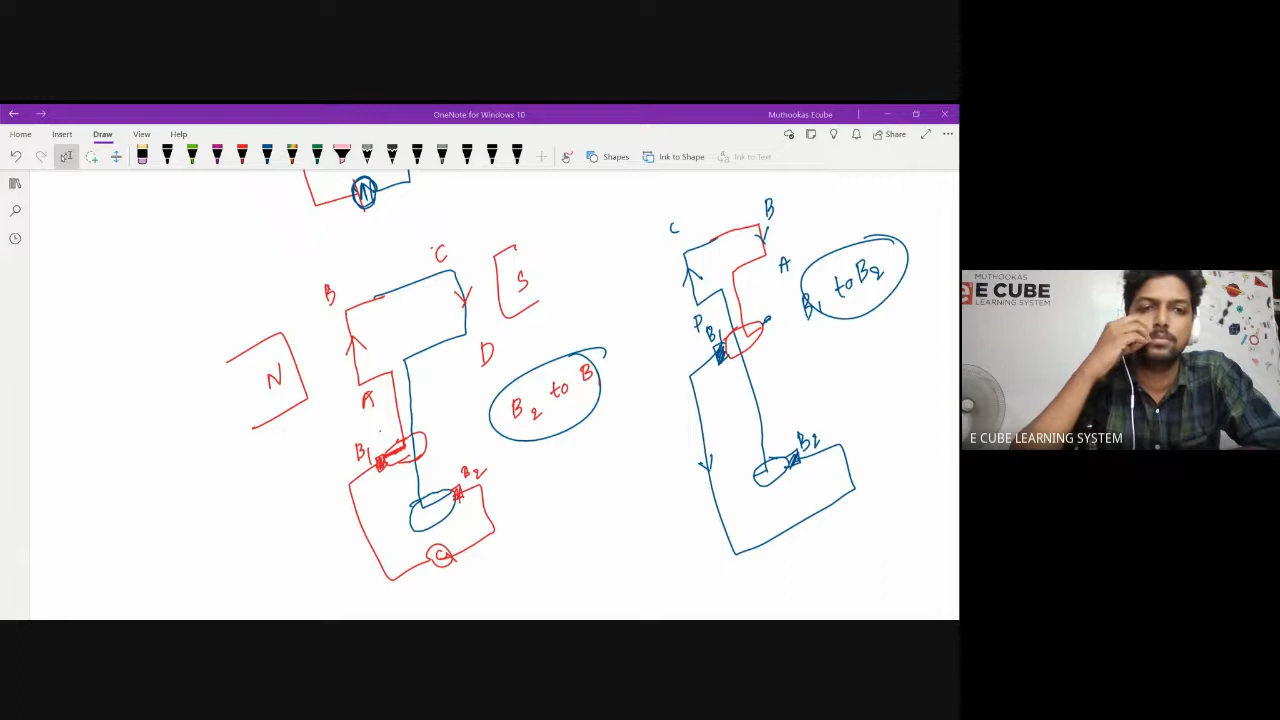 OneNote for Windows 10
Muthookas Ecube
Home Insert Draw View Help
Share
Shapes
Ink to Shape
Ink to Text
B
C
S
N
A
D
B1
B2
G
B2 to B1
C
B
A
D
B1
B2
B1 to B2
MUTHOOKAS
E CUBE
LEARNING SYSTEM
E CUBE LEARNING SYSTEM